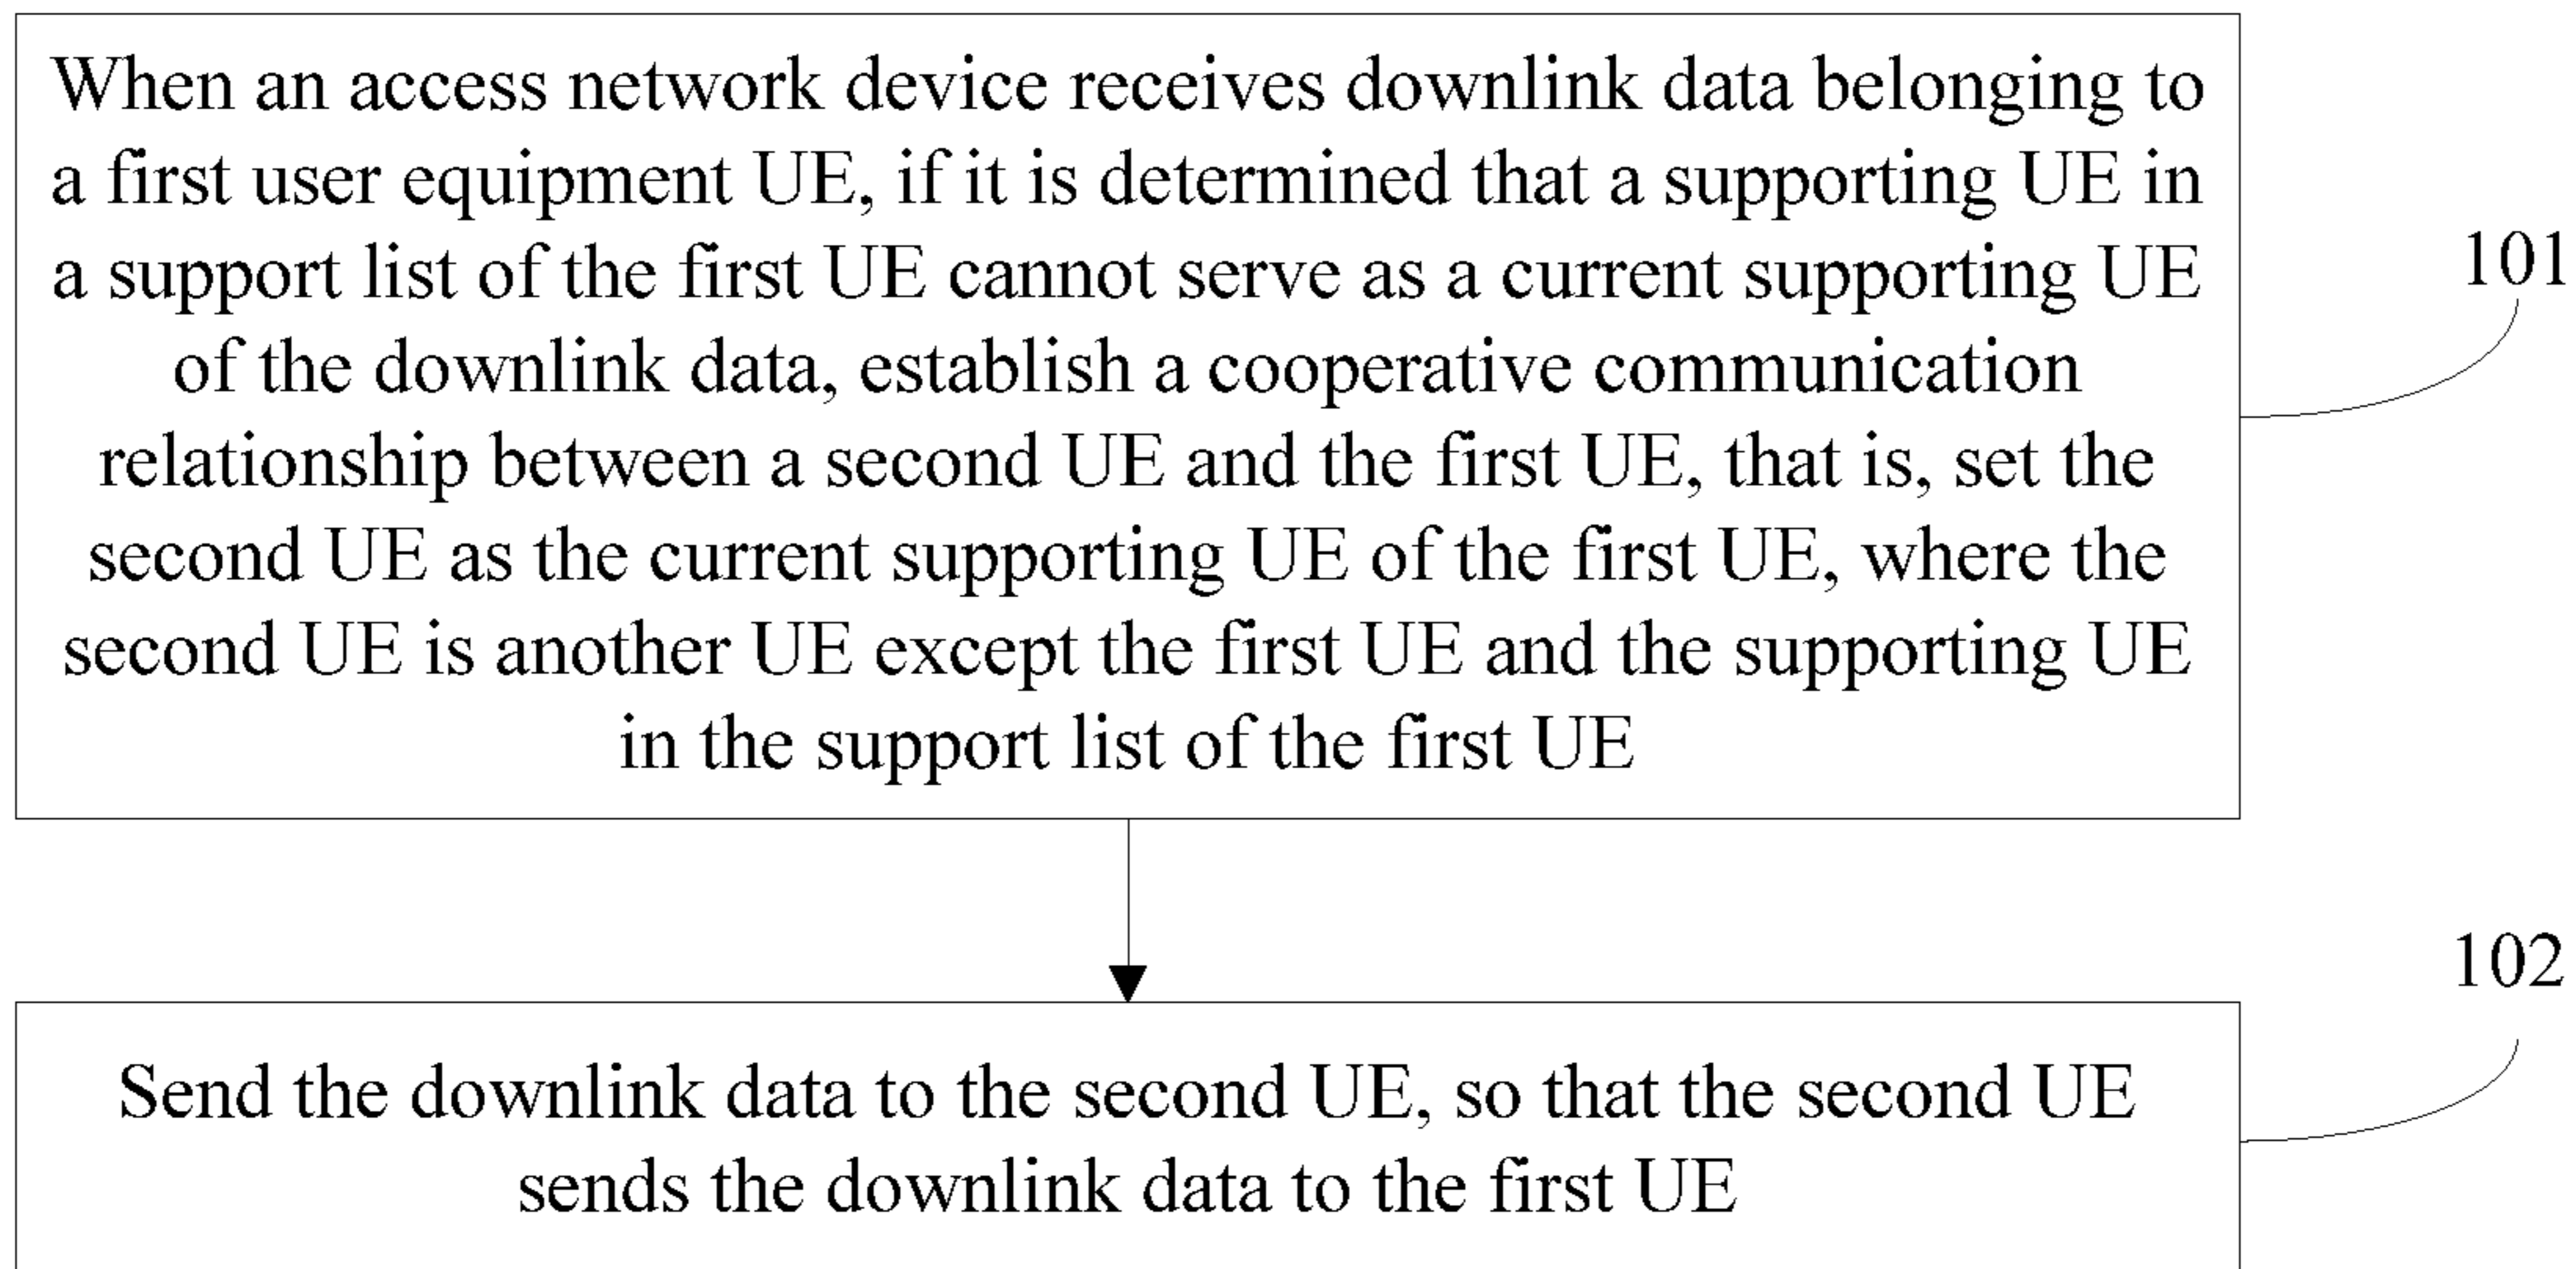 When an access network device receives downlink data belonging to
a first user equipment UE, if it is determined that a supporting UE in
a support list of the first UE cannot serve as a current supporting UE
of the downlink data, establish a cooperative communication
relationship between a second UE and the first UE, that is, set the
second UE as the current supporting UE of the first UE, where the
second UE is another UE except the first UE and the supporting UE
in the support list of the first UE
101
102
Send the downlink data to the second UE, so that the second UE
sends the downlink data to the first UE